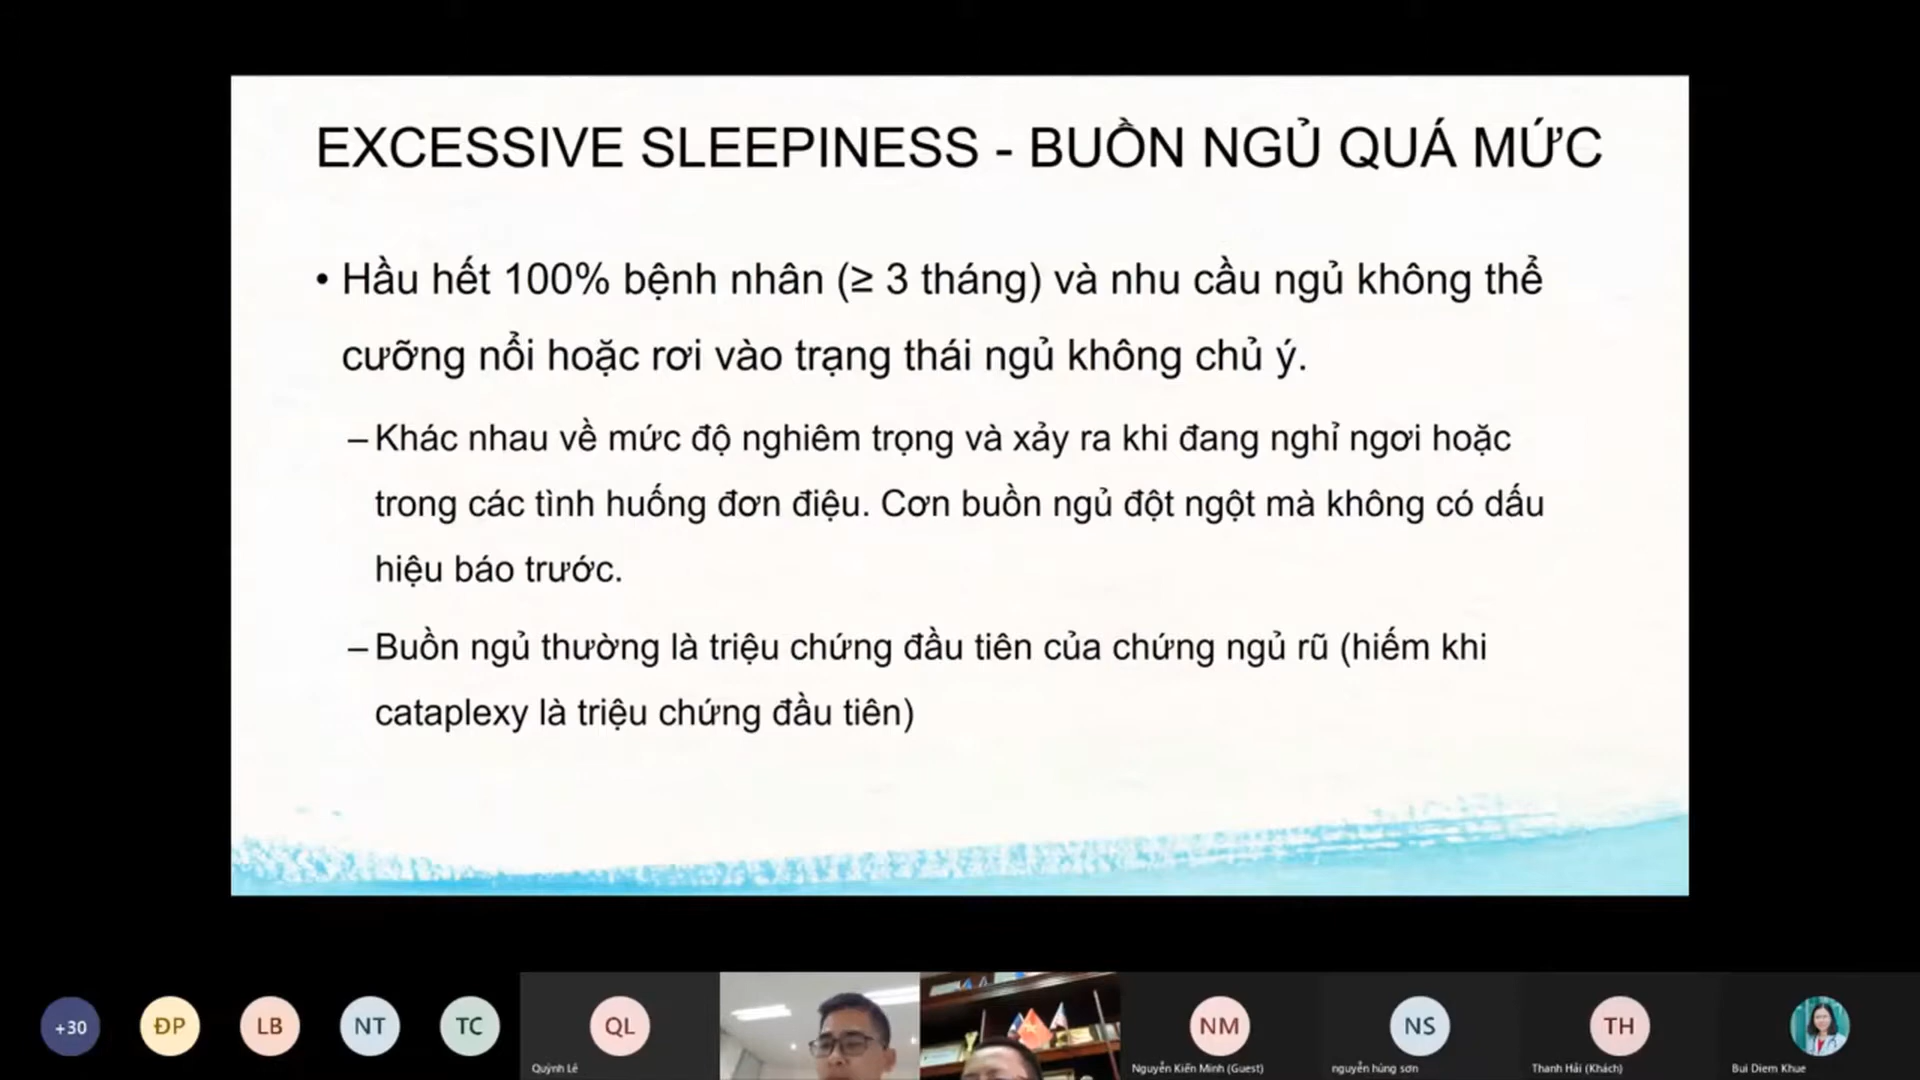 EXCESSIVE SLEEPINESS - BUỒN NGỦ QUÁ MỨC
• Hầu hết 100% bệnh nhân (≥ 3 tháng) và nhu cầu ngủ không thể
cưỡng nổi hoặc rơi vào trạng thái ngủ không chủ ý.
– Khác nhau về mức độ nghiêm trọng và xảy ra khi đang nghỉ ngơi hoặc
trong các tình huống đơn điệu. Cơn buồn ngủ đột ngột mà không có dấu
hiệu báo trước.
– Buồn ngủ thường là triệu chứng đầu tiên của chứng ngủ rũ (hiếm khi
cataplexy là triệu chứng đầu tiên)
+30 ĐP LB NT TC QL NM NS TH
Quỳnh Lê Nguyễn Kiến Minh (Guest) nguyễn hùng sơn Thanh Hải (Khách) Bui Diem Khue